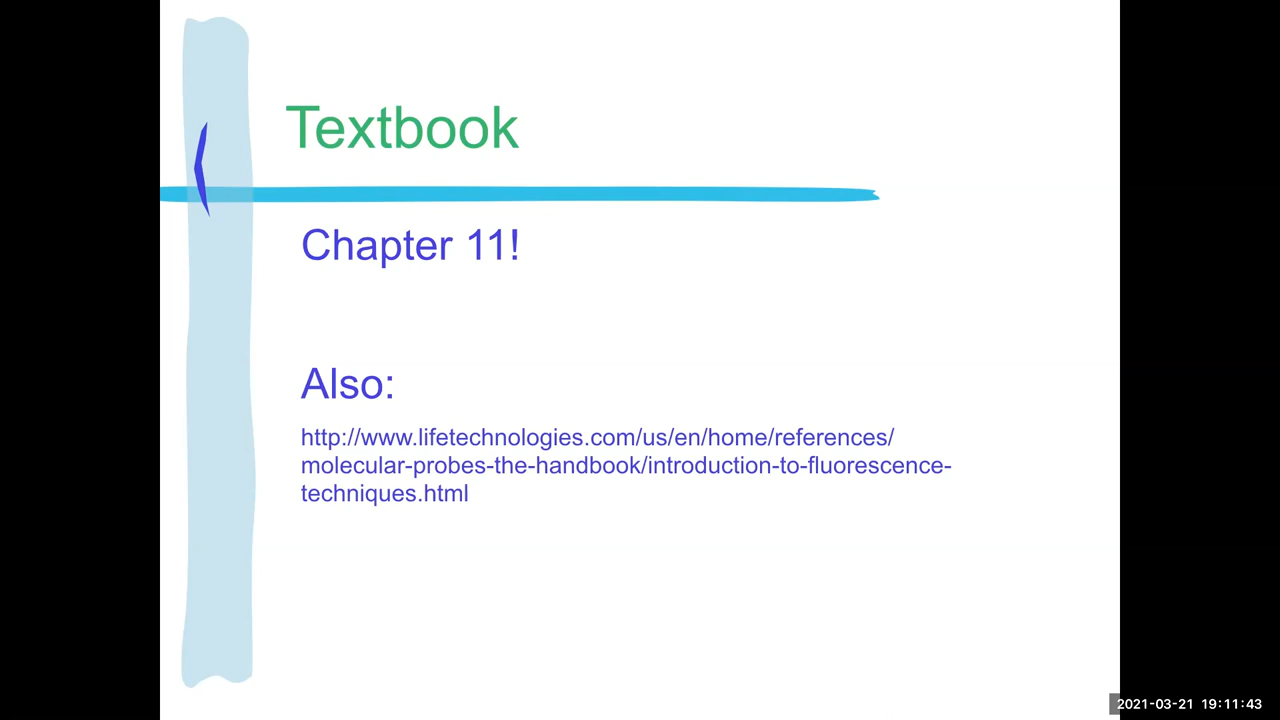 Textbook
Chapter 11!
Also:
http://www.lifetechnologies.com/us/en/home/references/
molecular-probes-the-handbook/introduction-to-fluorescence-
techniques.html
2021-03-21 19:11:43